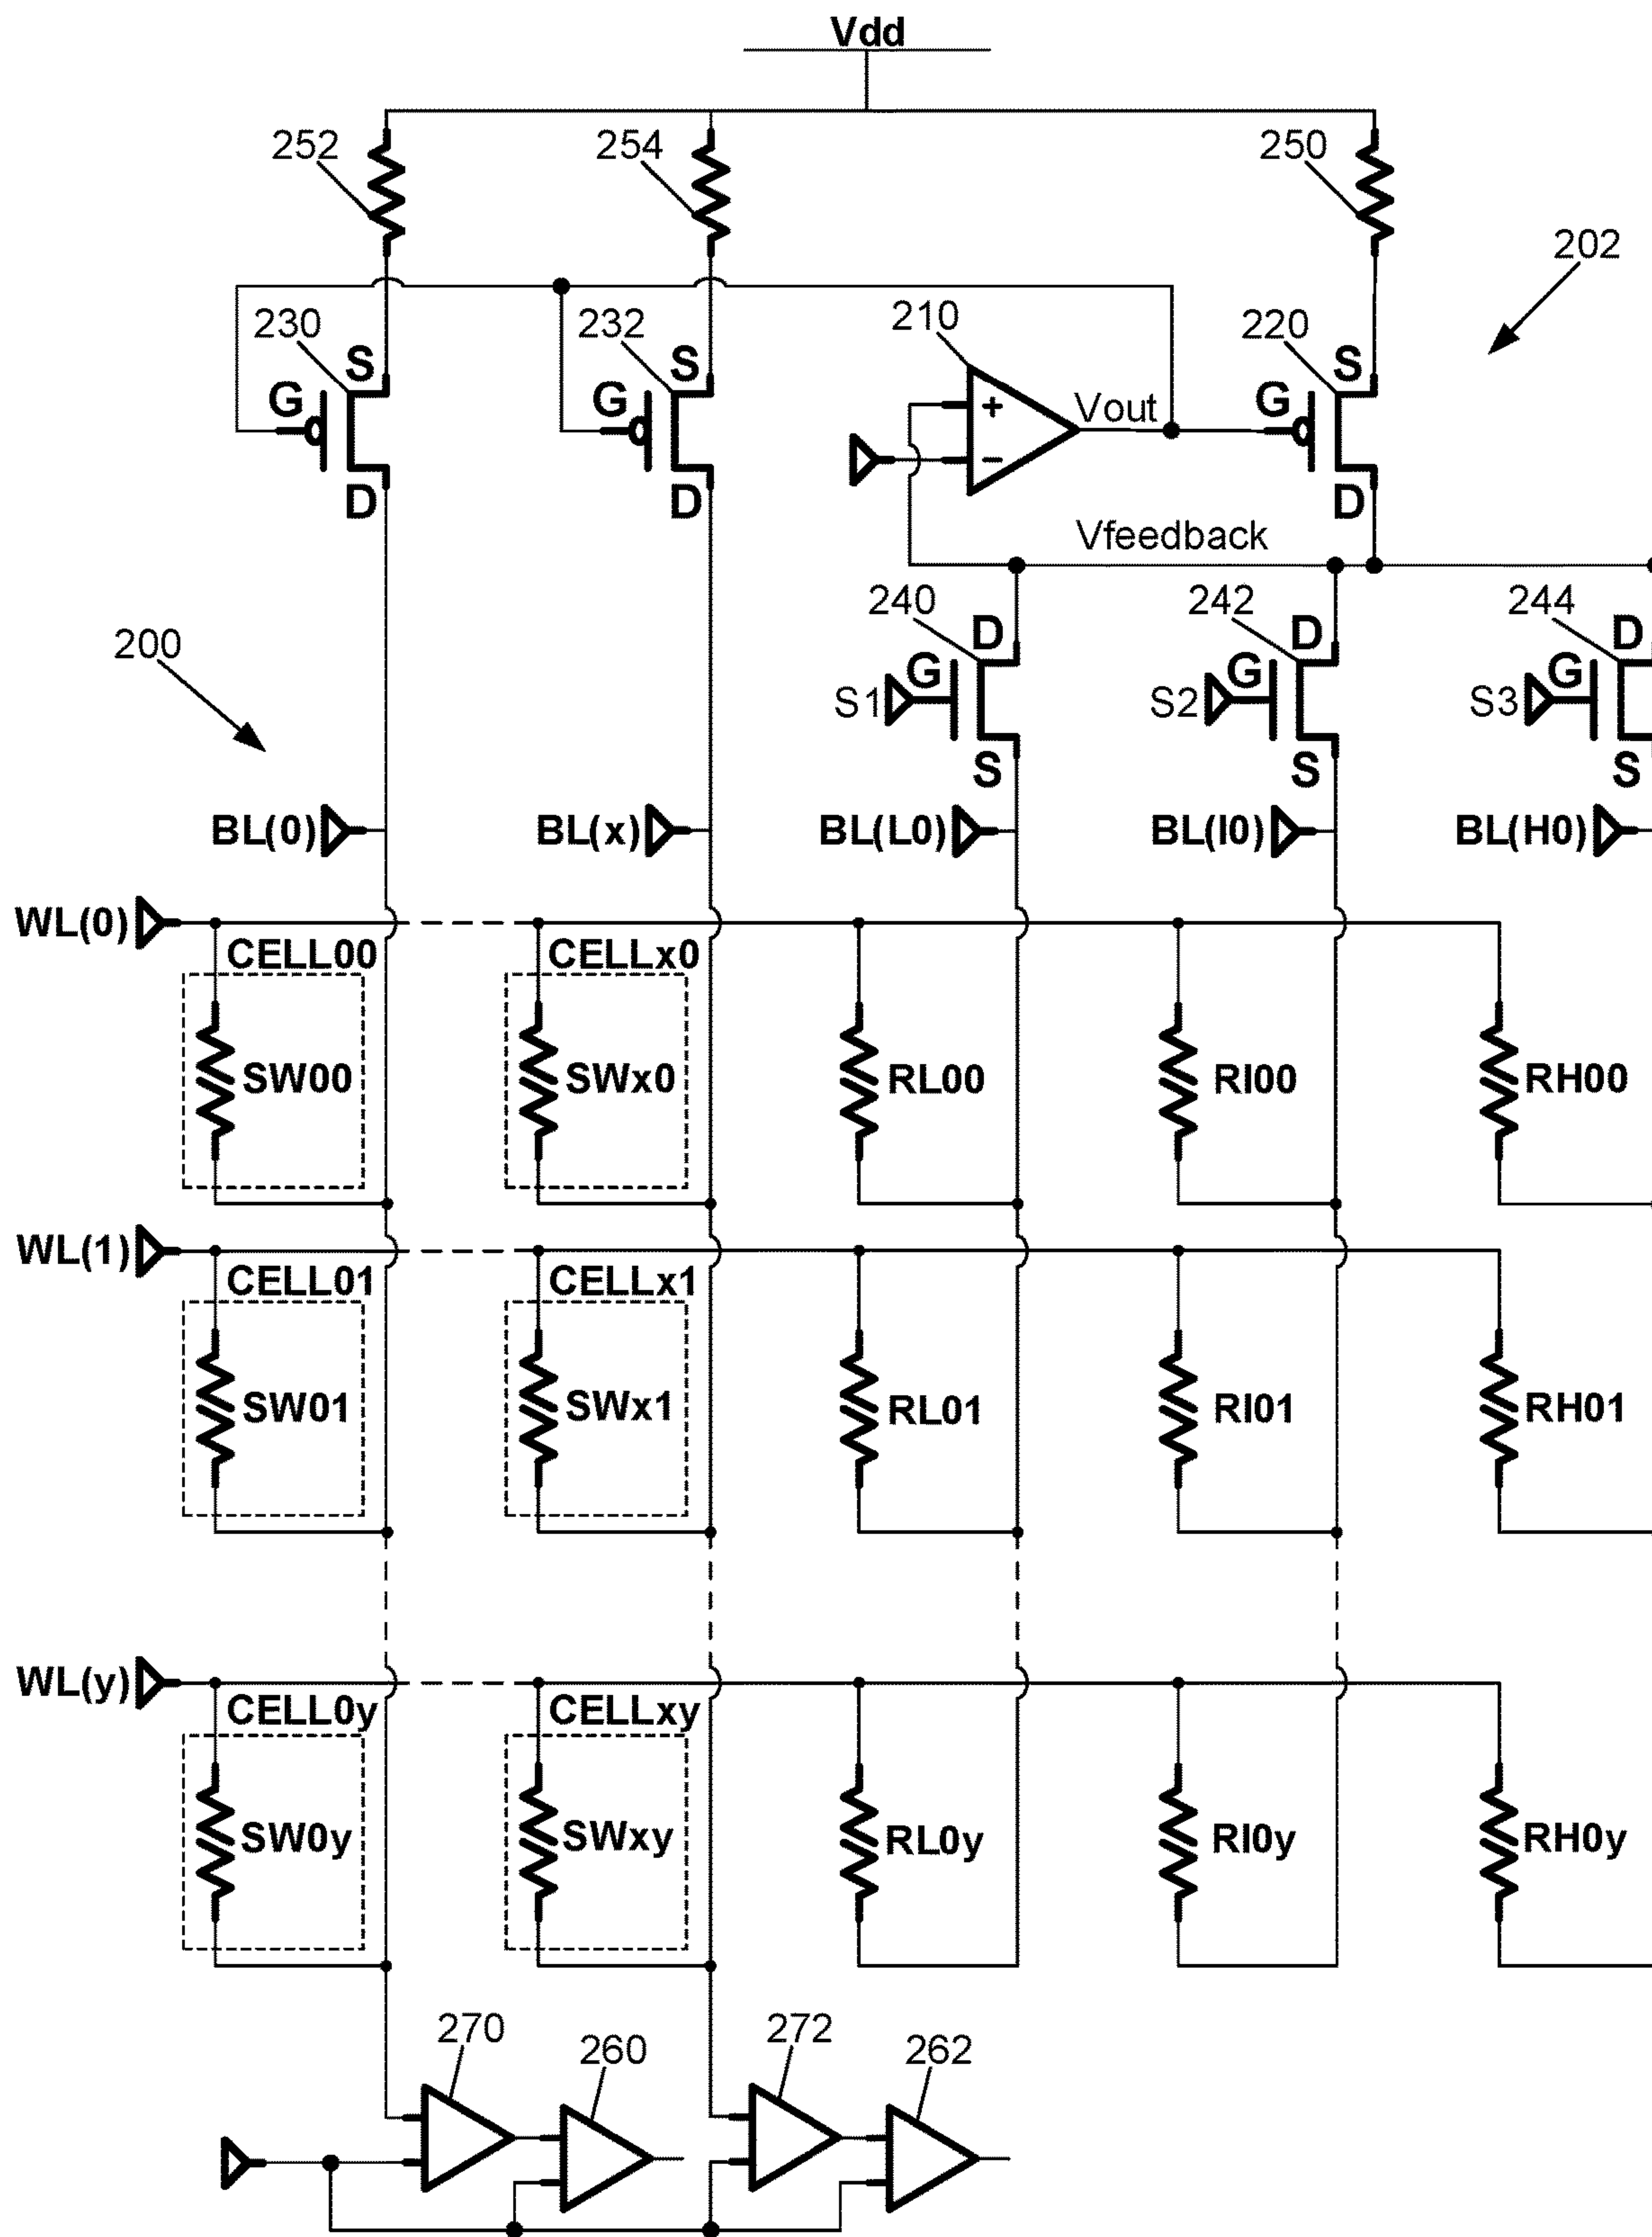 Vdd
252
254
250
202
230
232
210
220
S
S
S
G
G
+
Vout
G
−
D
D
D
Vfeedback
240
242
244
200
D
D
D
G
G
G
S1
S2
S3
S
S
S
BL(0)
BL(x)
BL(L0)
BL(I0)
BL(H0)
WL(0)
CELL00
CELLx0
SW00
SWx0
RL00
RI00
RH00
WL(1)
CELL01
CELLx1
SW01
SWx1
RL01
RI01
RH01
WL(y)
CELL0y
CELLxy
SW0y
SWxy
RL0y
RI0y
RH0y
270
260
272
262